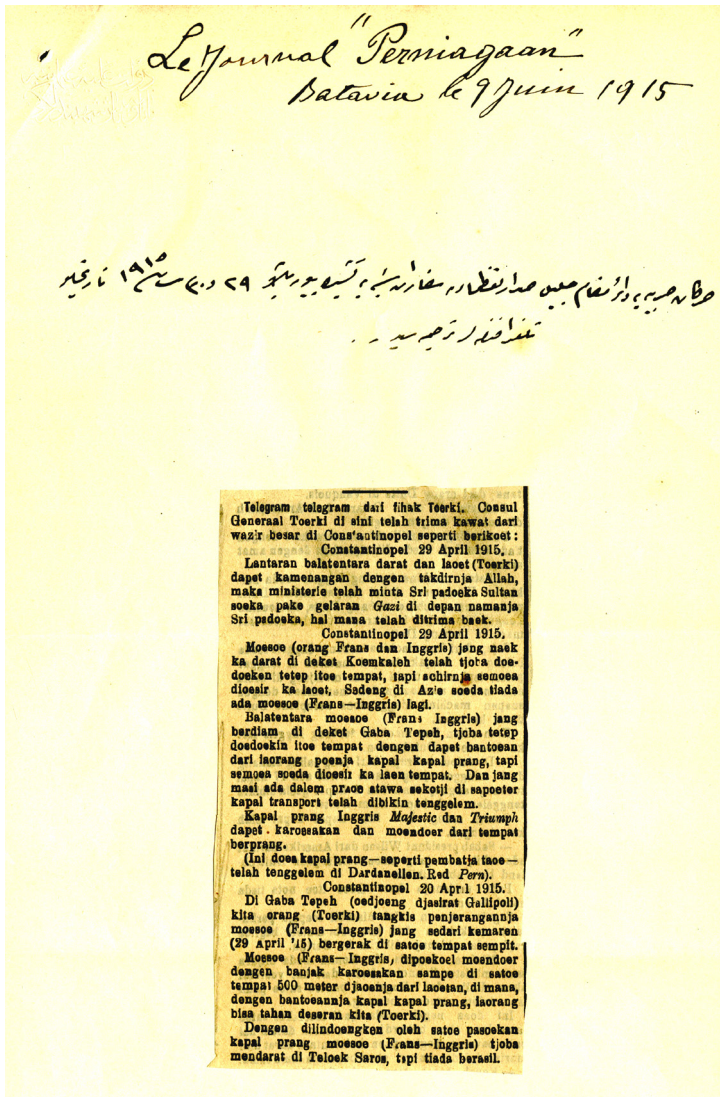 Le Journal "Perniagaan"
Batavia le 9 Juin 1915
٢٩ و ٣٠ ١٩١٥
Telegram telegram dari fihak Toerki. Consul
Generaal Toerki di sini telah trima kawat dari
wazir besar di Constantinopel seperti berikoet:
Constantinopel 29 April 1915.
Lantaran balatentara darat dan laoet (Toerki)
dapet kamenangan dengen takdirnja Allah,
maka ministerie telah minta Sri padoeka Sultan
soeka pake gelaran Gazi di depan namanja
Sri padoeka, hal mana telah ditrima baek.
Constantinopel 29 April 1915.
Moesoe (orang Frans dan Inggris) jang naek
ka darat di deket Koemkaleh telah tjoba doe-
doeken tetep itoe tempat, tapi achirnja semoea
dioesir ka laoet. Sedeng di Azie soeda tiada
ada moesoe (Frans—Inggris) lagi.
Balatentara moesoe (Frans Inggris) jang
berdiam di deket Gaba Tepeh, tjoba tetep
doedoekin itoe tempat dengen dapet bantoean
dari laorang poenja kapal kapal prang, tapi
semoea soeda dioesir ka laen tempat. Dan jang
masi ada dalem praoe atawa sekotji di sapoeter
kapal transport telah dibikin tenggelem.
Kapal prang Inggris Majestic dan Triumph
dapet karoesakan dan moendoer dari tempat
berprang.
(Ini doea kapal prang—seperti pembatja taoe—
telah tenggelem di Dardanellen. Red Pern).
Constantinopel 20 April 1915.
Di Gaba Tepeh (oedjoeng djasirat Gallipoli)
kita orang (Toerki) tangkis penjerangannja
moesoe (Frans—Inggris) jang sedari kemaren
(29 April '15) bergerak di satoe tempat sempit.
Moesoe (Frans—Inggris) dipoekoel moendoer
dengen banjak karoesakan sampe di satoe
tempat 500 meter djaoenja dari laoetan, di mana,
dengen bantoeannja kapal kapal prang, laorang
bisa tahan deseran kita (Toerki).
Dengen dilindoengken oleh satoe pasoekan
kapal prang moesoe (Frans—Inggris) tjoba
mendarat di Teloek Saros, tapi tiada berasil.